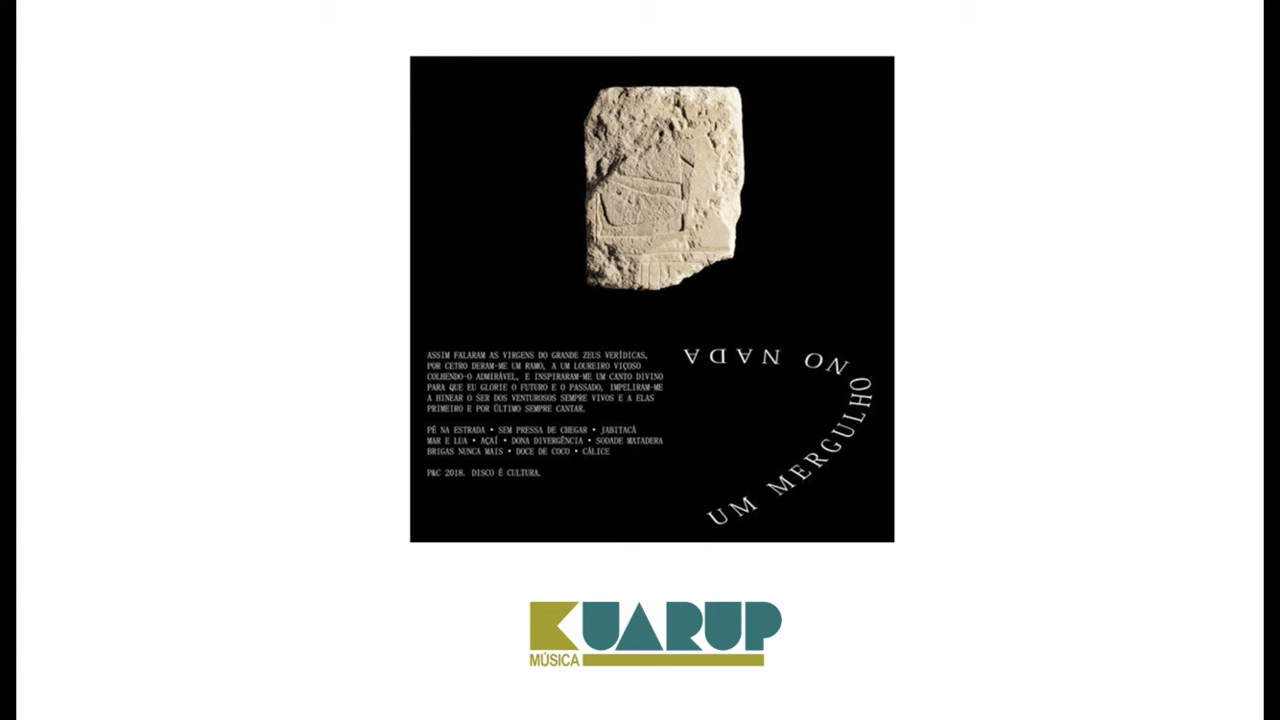 ASSIM FALARAM AS VIRGENS DO GRANDE ZEUS VERÍDICAS,
POR CETRO DERAM-ME UM RAMO, A UM LOUREIRO VIÇOSO
COLHENDO-O ADMIRÁVEL, E INSPIRARAM-ME UM CANTO DIVINO
PARA QUE EU GLORIE O FUTURO E O PASSADO, IMPELIRAM-ME
A HINEAR O SER DOS VENTUROSOS SEMPRE VIVOS E A ELAS
PRIMEIRO E POR ÚLTIMO SEMPRE CANTAR.
PÉ NA ESTRADA • SEM PRESSA DE CHEGAR • JABITACÁ
MAR E LUA • AÇAÍ • DONA DIVERGÊNCIA • SODADE MATADERA
BRIGAS NUNCA MAIS • DOCE DE COCO • CÁLICE
P&C 2018. DISCO É CULTURA.
UM MERGULHO NO NADA
KUARUP
MÚSICA